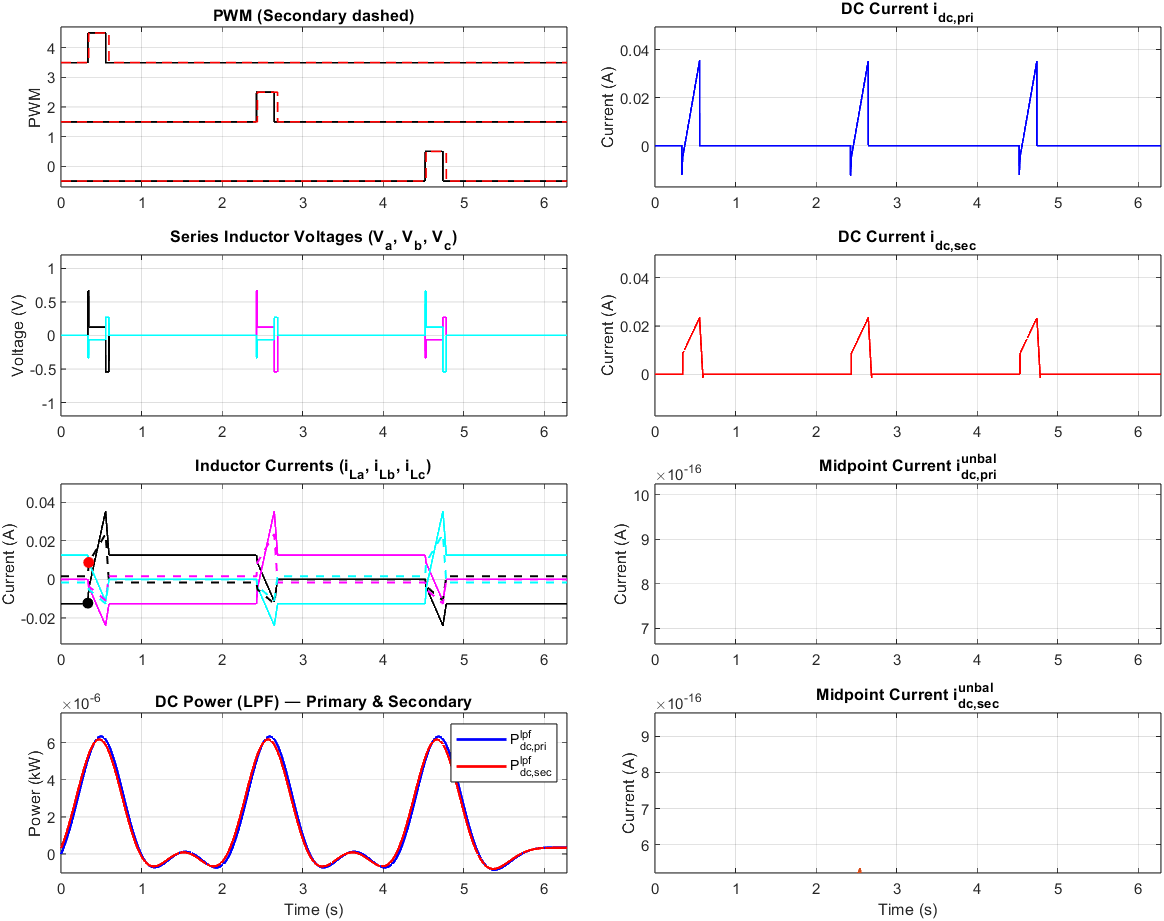 PWM (Secondary dashed)
PWM
4
3
2
1
0
0 1 2 3 4 5 6
DC Current i_dc,pri
Current (A)
0.04
0.02
0
0 1 2 3 4 5 6
Series Inductor Voltages (V_a, V_b, V_c)
Voltage (V)
1
0.5
0
-0.5
-1
0 1 2 3 4 5 6
DC Current i_dc,sec
Current (A)
0.04
0.02
0
0 1 2 3 4 5 6
Inductor Currents (i_La, i_Lb, i_Lc)
Current (A)
0.04
0.02
0
-0.02
0 1 2 3 4 5 6
Midpoint Current i^unbal_dc,pri
×10^-16
Current (A)
10
9
8
7
0 1 2 3 4 5 6
DC Power (LPF) — Primary & Secondary
×10^-6
Power (kW)
6
4
2
0
P^lpf_dc,pri
P^lpf_dc,sec
0 1 2 3 4 5 6
Time (s)
Midpoint Current i^unbal_dc,sec
×10^-16
Current (A)
9
8
7
6
0 1 2 3 4 5 6
Time (s)